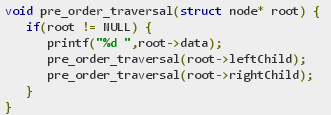 void pre_order_traversal(struct node* root) {
   if(root != NULL) {
      printf("%d ",root->data);
      pre_order_traversal(root->leftChild);
      pre_order_traversal(root->rightChild);
   }
}